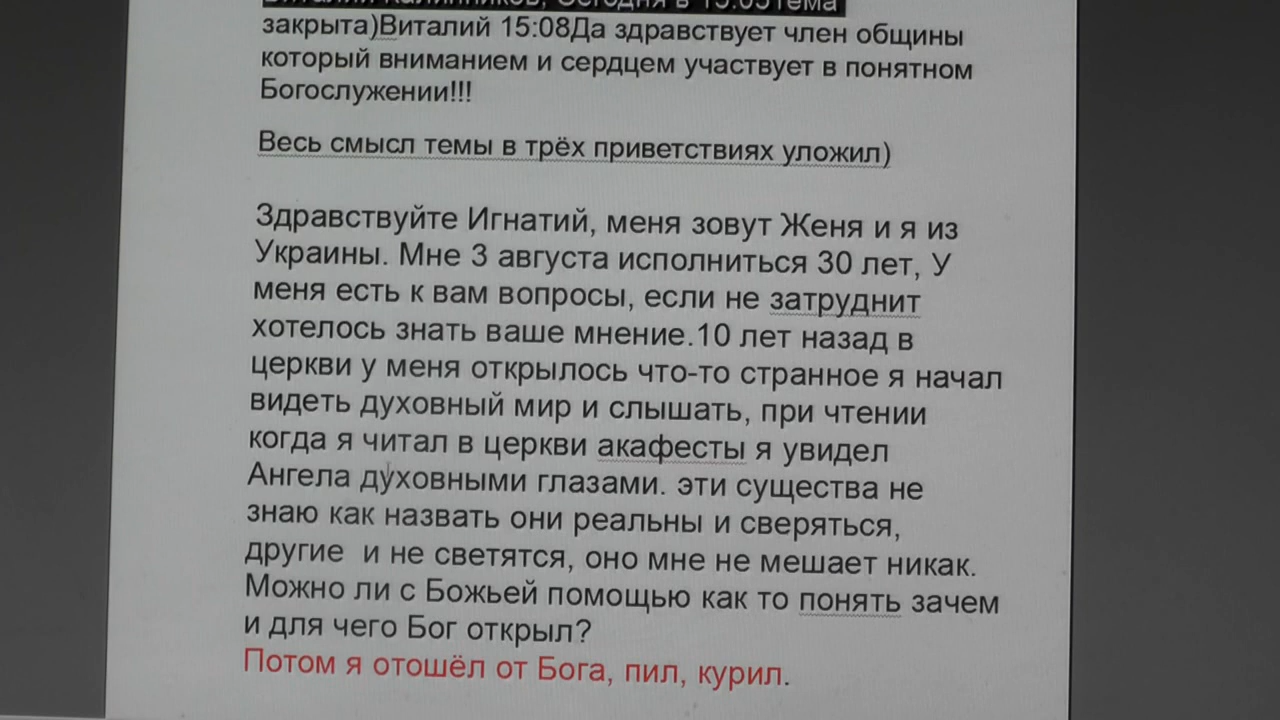 Виталий Калинников, Сегодня в 15:05Тема
закрыта)Виталий 15:08Да здравствует член общины
который вниманием и сердцем участвует в понятном
Богослужении!!!
Весь смысл темы в трёх приветствиях уложил)
Здравствуйте Игнатий, меня зовут Женя и я из
Украины. Мне 3 августа исполниться 30 лет, У
меня есть к вам вопросы, если не затруднит
хотелось знать ваше мнение.10 лет назад в
церкви у меня открылось что-то странное я начал
видеть духовный мир и слышать, при чтении
когда я читал в церкви акафесты я увидел
Ангела духовными глазами. эти существа не
знаю как назвать они реальны и сверяться,
другие  и не светятся, оно мне не мешает никак.
Можно ли с Божьей помощью как то понять зачем
и для чего Бог открыл?
Потом я отошёл от Бога, пил, курил.